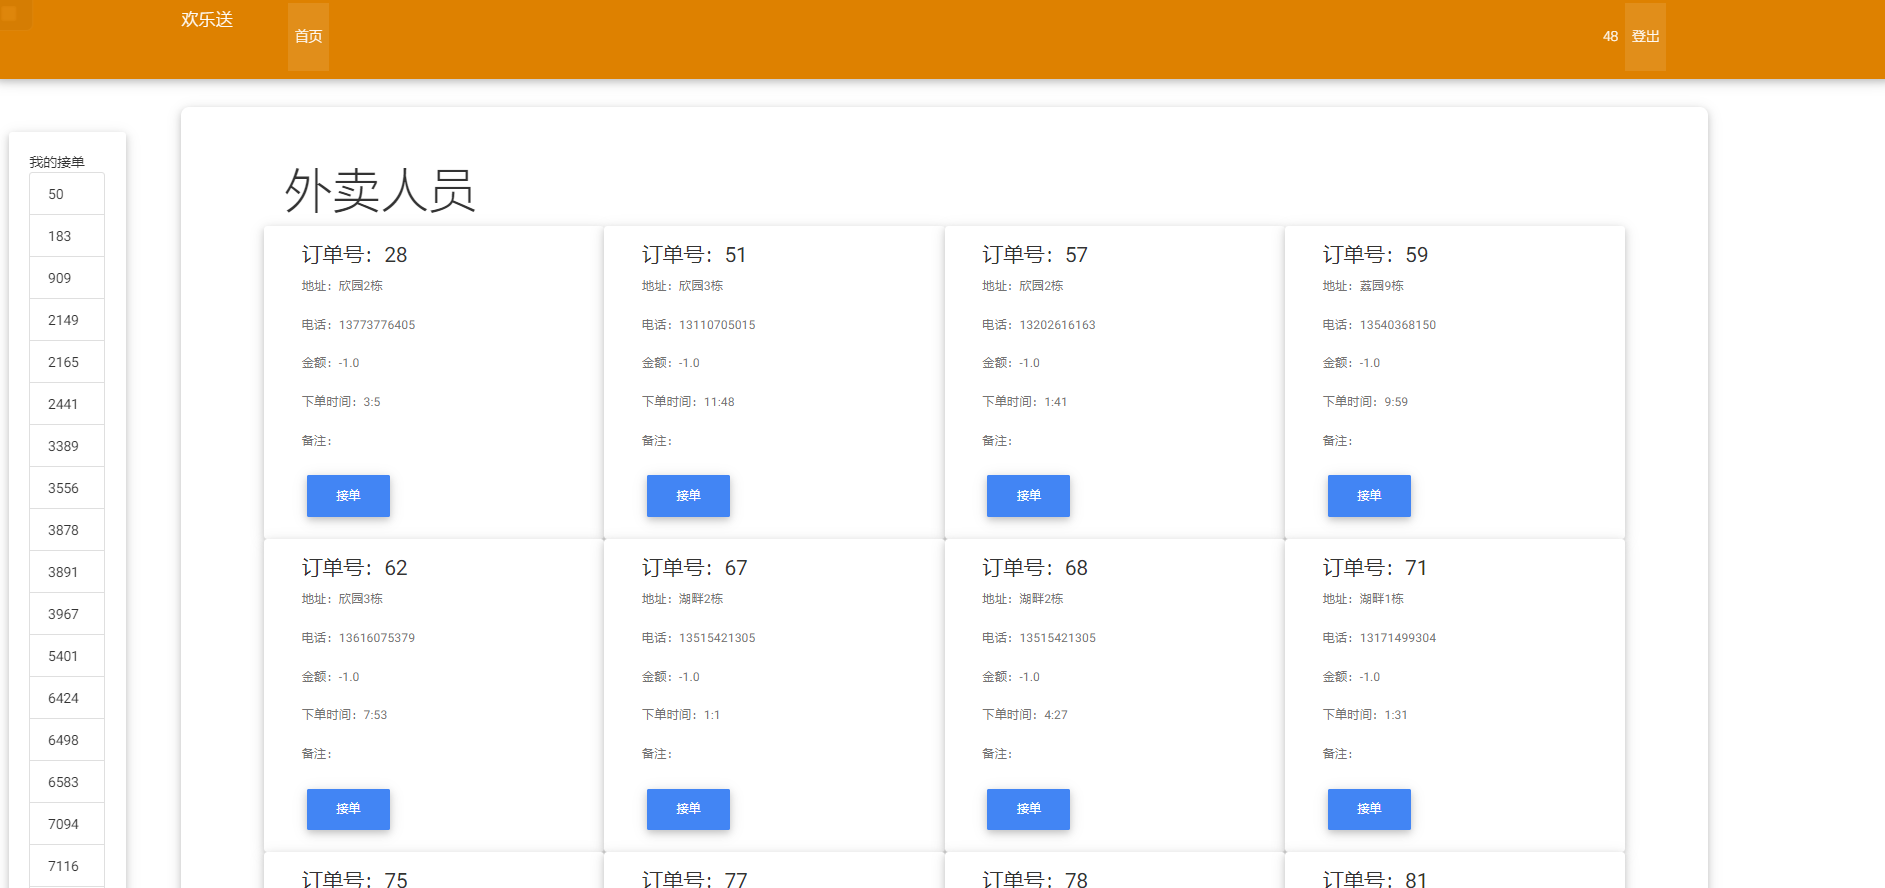 欢乐送
首页
48 登出
我的接单
50
183
909
2149
2165
2441
3389
3556
3878
3891
3967
5401
6424
6498
6583
7094
7116
外卖人员
订单号：28
地址：欣园2栋
电话：13773776405
金额：-1.0
下单时间：3:5
备注：
接单
订单号：51
地址：欣园3栋
电话：13110705015
金额：-1.0
下单时间：11:48
备注：
接单
订单号：57
地址：欣园2栋
电话：13202616163
金额：-1.0
下单时间：1:41
备注：
接单
订单号：59
地址：荔园9栋
电话：13540368150
金额：-1.0
下单时间：9:59
备注：
接单
订单号：62
地址：欣园3栋
电话：13616075379
金额：-1.0
下单时间：7:53
备注：
接单
订单号：67
地址：湖畔2栋
电话：13515421305
金额：-1.0
下单时间：1:1
备注：
接单
订单号：68
地址：湖畔2栋
电话：13515421305
金额：-1.0
下单时间：4:27
备注：
接单
订单号：71
地址：湖畔1栋
电话：13171499304
金额：-1.0
下单时间：1:31
备注：
接单
订单号：75
订单号：77
订单号：78
订单号：81